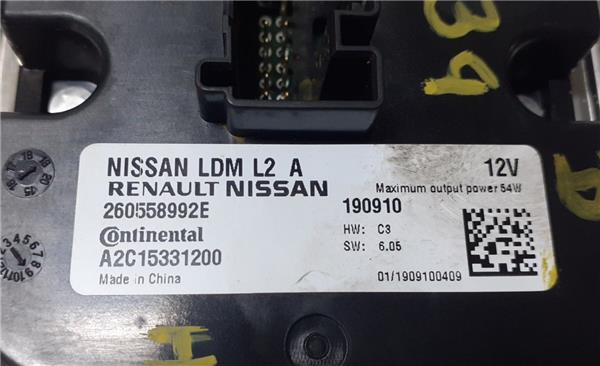 NISSAN LDM L2 A
12V
RENAULT NISSAN
Maximum output power 54W
260558992E
190910
Continental
HW: C3
A2C15331200
SW: 6.05
Made in China
01/1909100409